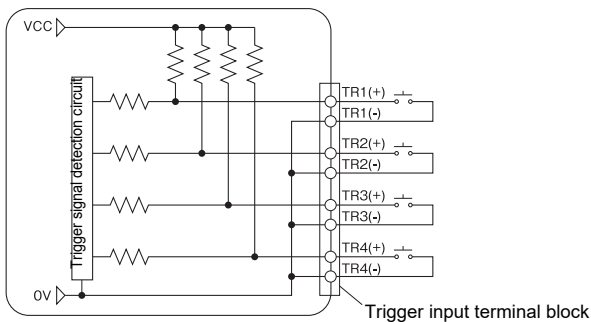 VCC
Trigger signal detection circuit
TR1(+)
TR1(-)
TR2(+)
TR2(-)
TR3(+)
TR3(-)
TR4(+)
TR4(-)
0V
Trigger input terminal block